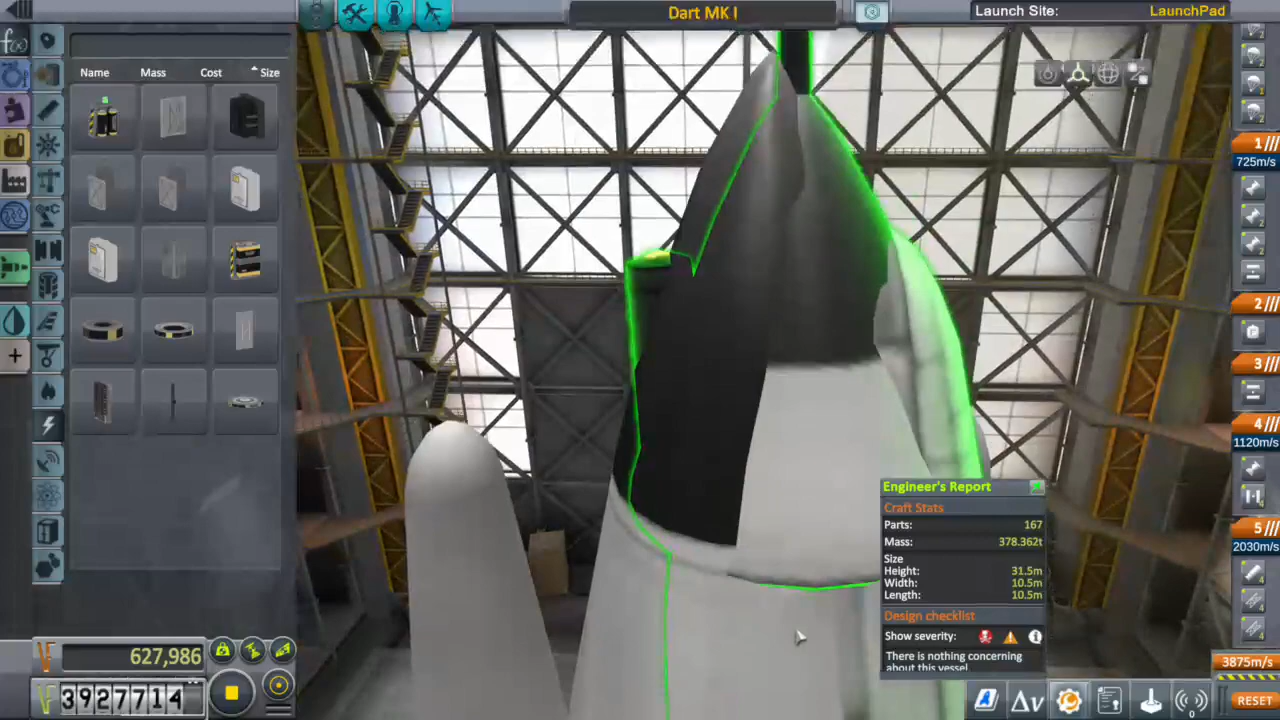 Dart MK I
Launch Site: LaunchPad
Name Mass Cost Size
f(x)
1
725m/s
2
3
4
1120m/s
5
2030m/s
Engineer's Report
Craft Stats
Parts: 167
Mass: 378.362t
Size
Height: 31.5m
Width: 10.5m
Length: 10.5m
Design checklist
Show severity:
There is nothing concerning
about this vessel
627,986
3927714
Δv
3875m/s
RESET